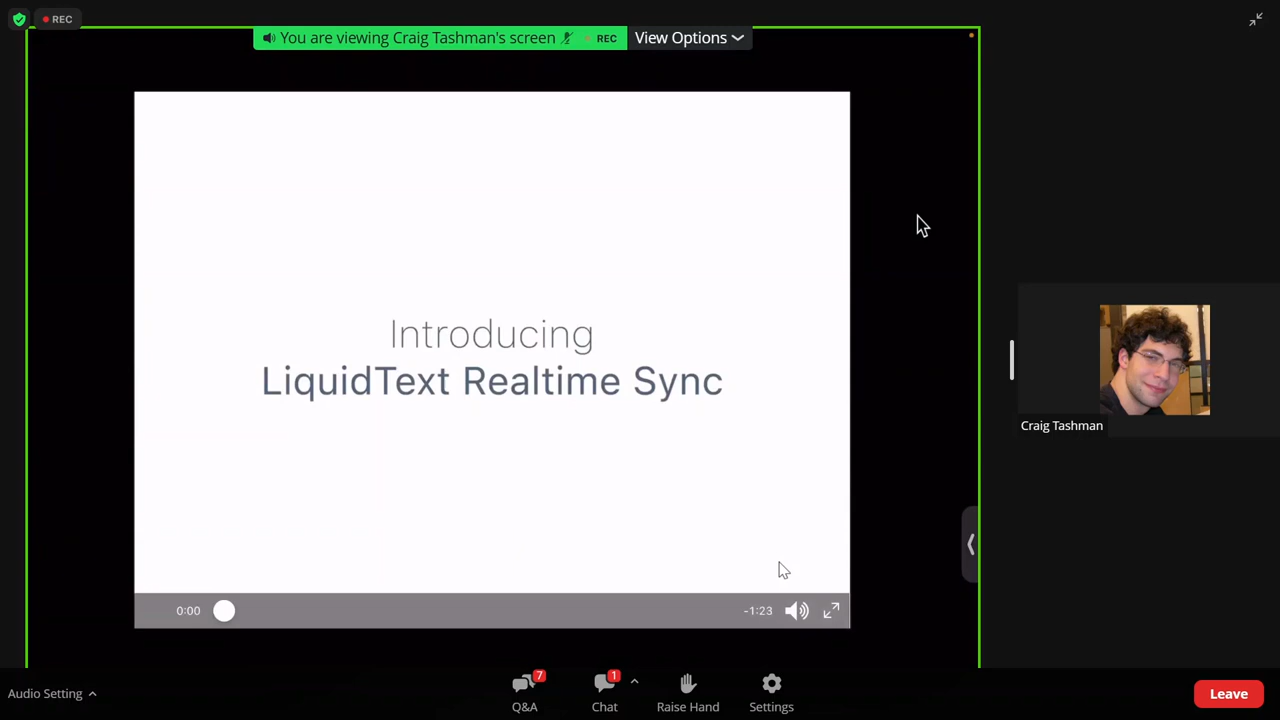 REC
You are viewing Craig Tashman's screen
REC
View Options
Introducing
LiquidText Realtime Sync
0:00
-1:23
Craig Tashman
Audio Setting
7
Q&A
1
Chat
Raise Hand
Settings
Leave